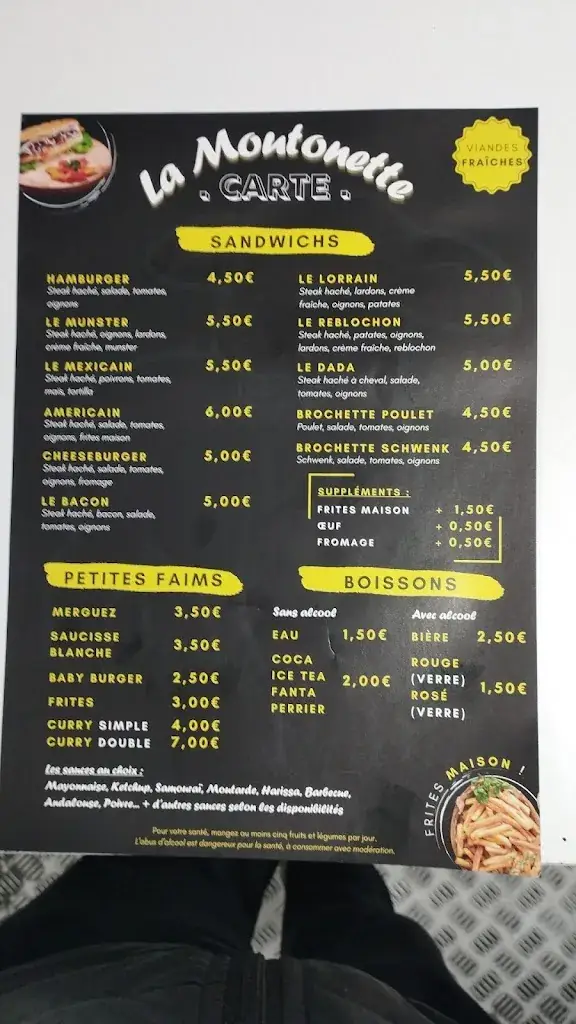 La Moutonette
. CARTE .
VIANDES
FRAÎCHES
SANDWICHS
HAMBURGER 4,50€
Steak haché, salade, tomates,
oignons
LE MUNSTER 5,50€
Steak haché, oignons, lardons,
crème fraîche, munster
LE MEXICAIN 5,50€
Steak haché, poivrons, tomates,
maïs, tortilla
AMERICAIN 6,00€
Steak haché, salade, tomates,
oignons, frites maison
CHEESEBURGER 5,00€
Steak haché, salade, tomates,
oignons, fromage
LE BACON 5,00€
Steak haché, bacon, salade,
tomates, oignons
LE LORRAIN 5,50€
Steak haché, lardons, crème
fraîche, oignons, patates
LE REBLOCHON 5,50€
Steak haché, patates, oignons,
lardons, crème fraîche, reblochon
LE DADA 5,00€
Steak haché à cheval, salade,
tomates, oignons
BROCHETTE POULET 4,50€
Poulet, salade, tomates, oignons
BROCHETTE SCHWENK 4,50€
Schwenk, salade, tomates, oignons
SUPPLÉMENTS :
FRITES MAISON + 1,50€
ŒUF + 0,50€
FROMAGE + 0,50€
PETITES FAIMS
MERGUEZ 3,50€
SAUCISSE
BLANCHE 3,50€
BABY BURGER 2,50€
FRITES 3,00€
CURRY SIMPLE 4,00€
CURRY DOUBLE 7,00€
BOISSONS
Sans alcool
EAU 1,50€
COCA
ICE TEA
FANTA
PERRIER
2,00€
Avec alcool
BIÈRE 2,50€
ROUGE
(VERRE)
ROSÉ
(VERRE)
1,50€
Les sauces au choix :
Mayonnaise, Ketchup, Samouraï, Moutarde, Harissa, Barbecue,
Andalouse, Poivre... + d'autres sauces selon les disponibilités
FRITES MAISON !
Pour votre santé, mangez au moins cinq fruits et légumes par jour.
L'abus d'alcool est dangereux pour la santé, à consommer avec modération.